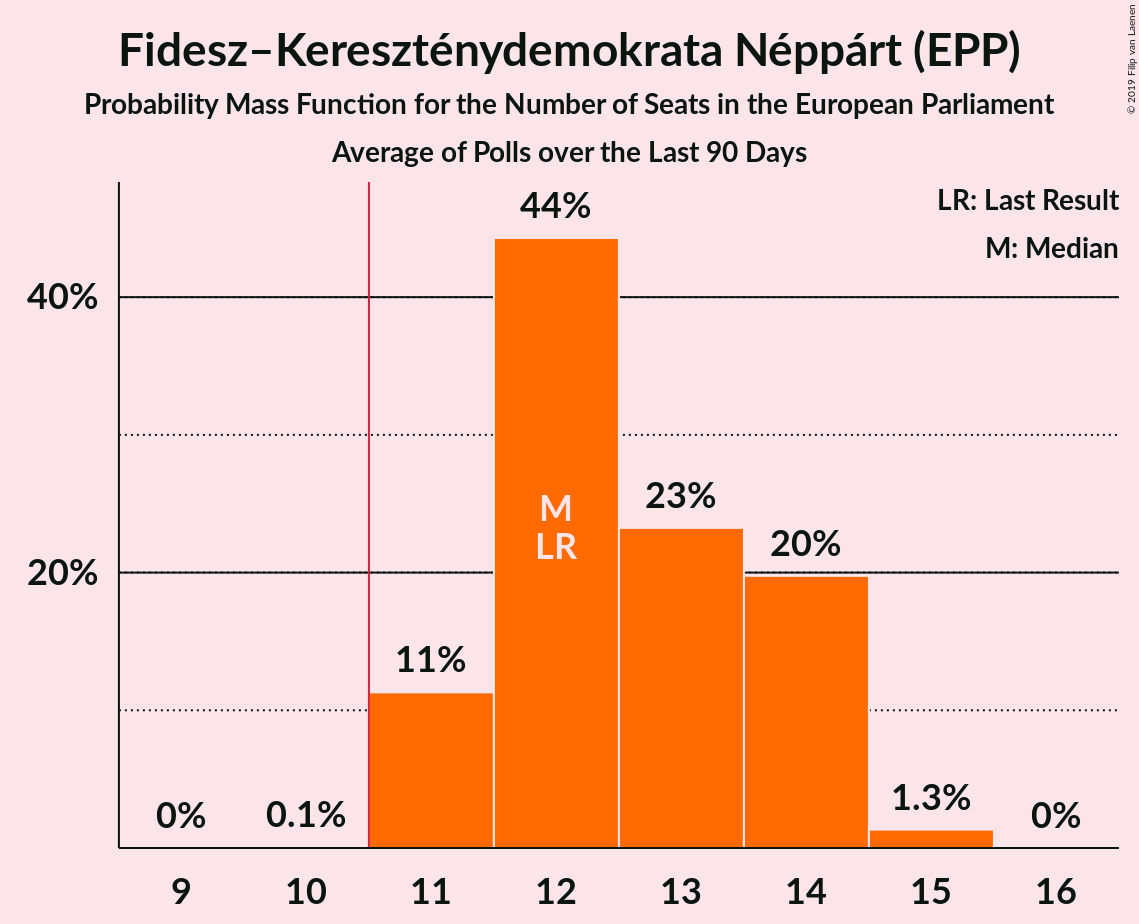 Fidesz–Kereszténydemokrata Néppárt (EPP)
Probability Mass Function for the Number of Seats in the European Parliament
Average of Polls over the Last 90 Days
© 2019 Filip van Laenen
LR: Last Result
M: Median
40%
20%
0%
0.1%
11%
44%
M
LR
23%
20%
1.3%
0%
9 10 11 12 13 14 15 16